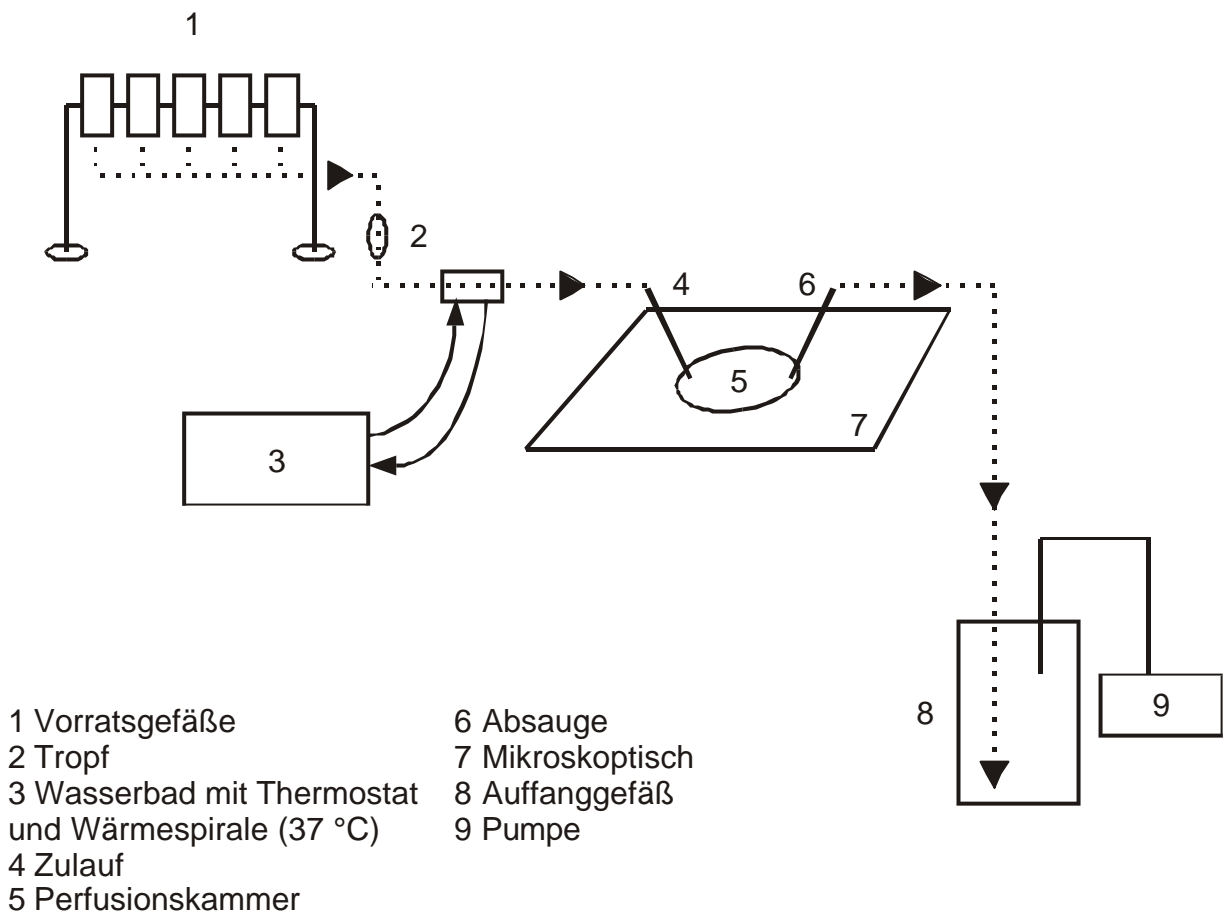 1
2
4
6
5
7
3
8
9
1 Vorratsgefäße
2 Tropf
3 Wasserbad mit Thermostat
und Wärmespirale (37 °C)
4 Zulauf
5 Perfusionskammer
6 Absauge
7 Mikroskoptisch
8 Auffanggefäß
9 Pumpe